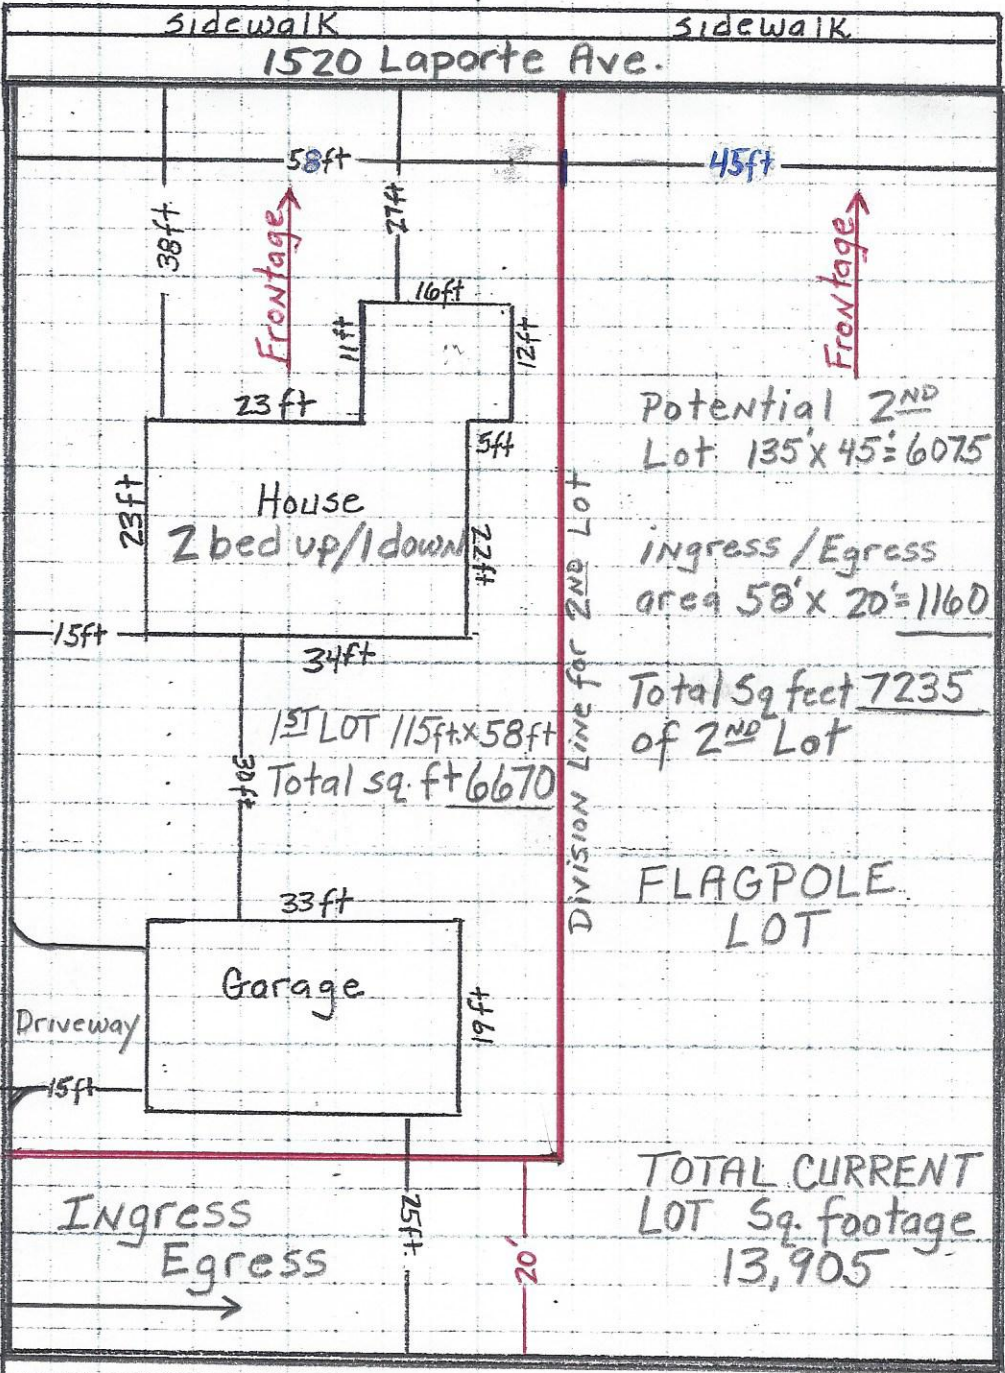 Sidewalk
Sidewalk
1520 Laporte Ave.
58ft
45ft
38ft.
27ft
Frontage
Frontage
16ft
11ft
12ft
23 ft
5ft
Potential 2ND
Lot 135'x 45'= 6075
23ft
House
2 bed up/1 down
22ft
15ft
34ft
Ingress / Egress
area 58'x 20'=1160
Total Sq feet 7235
of 2ND Lot
1ST LOT 115ft.x58ft
Total sq. ft 6670
30ft
Division Line for 2ND Lot
FLAGPOLE
LOT
33ft
Garage
19ft
Driveway
15ft
25ft.
20'
Ingress
Egress
TOTAL CURRENT
LOT Sq. footage
13,905